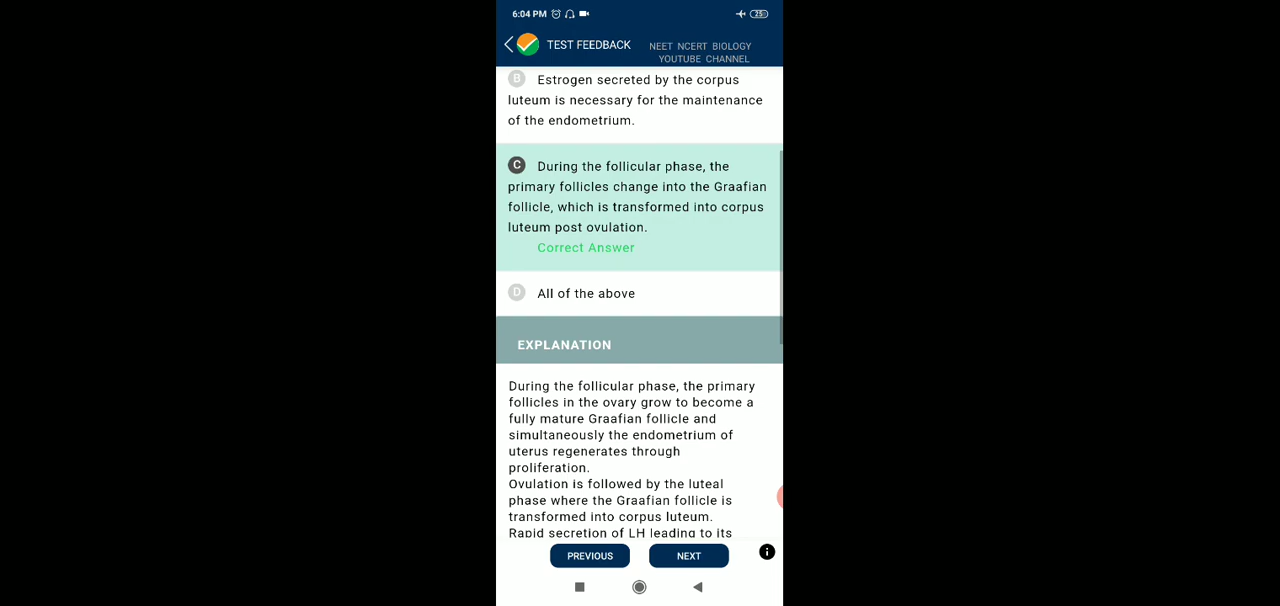 6:04 PM 25
TEST FEEDBACK
NEET NCERT BIOLOGY
YOUTUBE CHANNEL
B Estrogen secreted by the corpus
luteum is necessary for the maintenance
of the endometrium.
C During the follicular phase, the
primary follicles change into the Graafian
follicle, which is transformed into corpus
luteum post ovulation.
Correct Answer
D All of the above
EXPLANATION
During the follicular phase, the primary
follicles in the ovary grow to become a
fully mature Graafian follicle and
simultaneously the endometrium of
uterus regenerates through
proliferation.
Ovulation is followed by the luteal
phase where the Graafian follicle is
transformed into corpus luteum.
Rapid secretion of LH leading to its
PREVIOUS NEXT